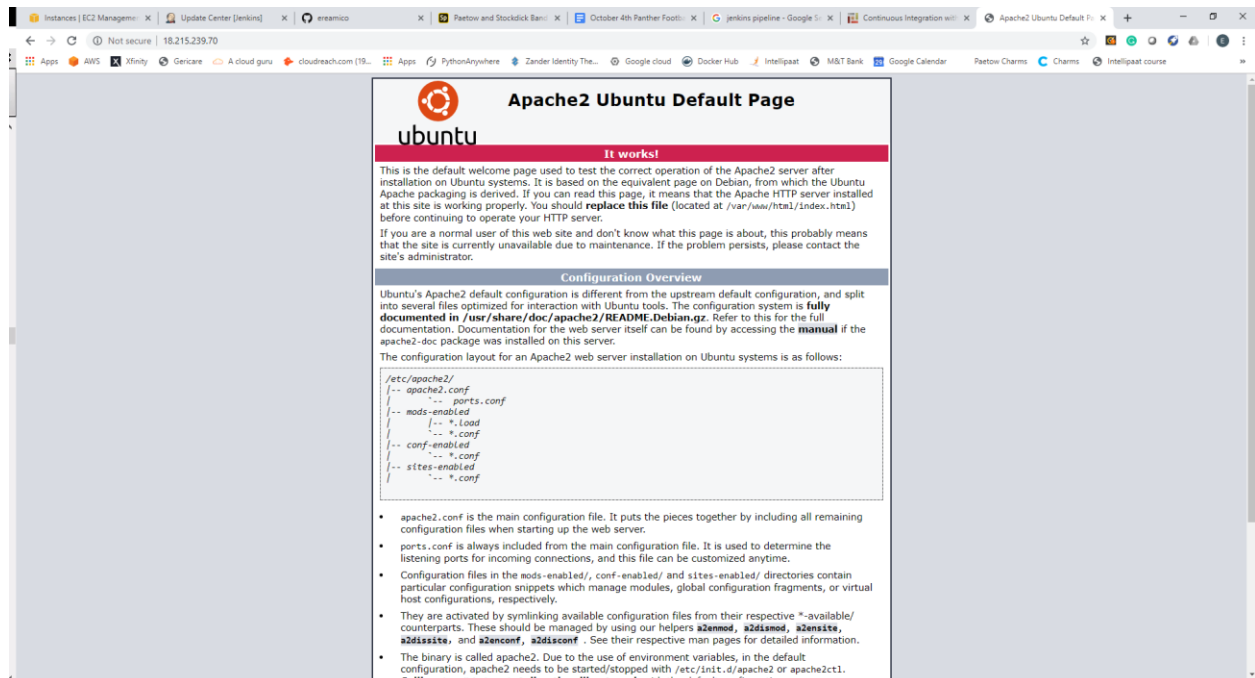 Instances | EC2 Managemen
Update Center [Jenkins]
ereamico
Paetow and Stockdick Band
October 4th Panther Footb
jenkins pipeline - Google Se
Continuous Integration with
Apache2 Ubuntu Default Pa
Not secure | 18.215.239.70
Apps AWS Xfinity Gericare A cloud guru cloudreach.com (19... Apps PythonAnywhere Zander Identity The... Google cloud Docker Hub Intellipaat M&T Bank Google Calendar Paetow Charms Charms Intellipaat course
Apache2 Ubuntu Default Page
ubuntu
It works!
This is the default welcome page used to test the correct operation of the Apache2 server after
installation on Ubuntu systems. It is based on the equivalent page on Debian, from which the Ubuntu
Apache packaging is derived. If you can read this page, it means that the Apache HTTP server installed
at this site is working properly. You should replace this file (located at /var/www/html/index.html)
before continuing to operate your HTTP server.
If you are a normal user of this web site and don't know what this page is about, this probably means
that the site is currently unavailable due to maintenance. If the problem persists, please contact the
site's administrator.
Configuration Overview
Ubuntu's Apache2 default configuration is different from the upstream default configuration, and split
into several files optimized for interaction with Ubuntu tools. The configuration system is fully
documented in /usr/share/doc/apache2/README.Debian.gz. Refer to this for the full
documentation. Documentation for the web server itself can be found by accessing the manual if the
apache2-doc package was installed on this server.
The configuration layout for an Apache2 web server installation on Ubuntu systems is as follows:
/etc/apache2/
|-- apache2.conf
|       `--  ports.conf
|-- mods-enabled
|       |-- *.load
|       `-- *.conf
|-- conf-enabled
|       `-- *.conf
|-- sites-enabled
|       `-- *.conf
• apache2.conf is the main configuration file. It puts the pieces together by including all remaining
configuration files when starting up the web server.
• ports.conf is always included from the main configuration file. It is used to determine the
listening ports for incoming connections, and this file can be customized anytime.
• Configuration files in the mods-enabled/, conf-enabled/ and sites-enabled/ directories contain
particular configuration snippets which manage modules, global configuration fragments, or virtual
host configurations, respectively.
• They are activated by symlinking available configuration files from their respective *-available/
counterparts. These should be managed by using our helpers a2enmod, a2dismod, a2ensite,
a2dissite, and a2enconf, a2disconf . See their respective man pages for detailed information.
• The binary is called apache2. Due to the use of environment variables, in the default
configuration, apache2 needs to be started/stopped with /etc/init.d/apache2 or apache2ctl.